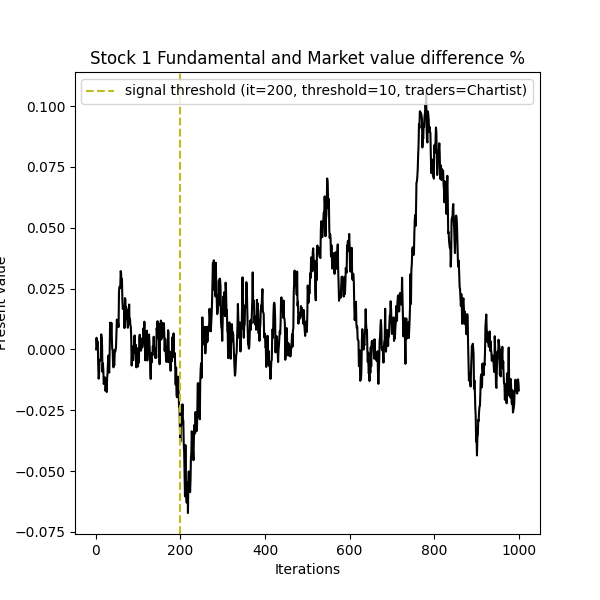 Stock 1 Fundamental and Market value difference %
signal threshold (it=200, threshold=10, traders=Chartist)
0.100
0.075
0.050
0.025
0.000
−0.025
−0.050
−0.075
Present value
0 200 400 600 800 1000
Iterations